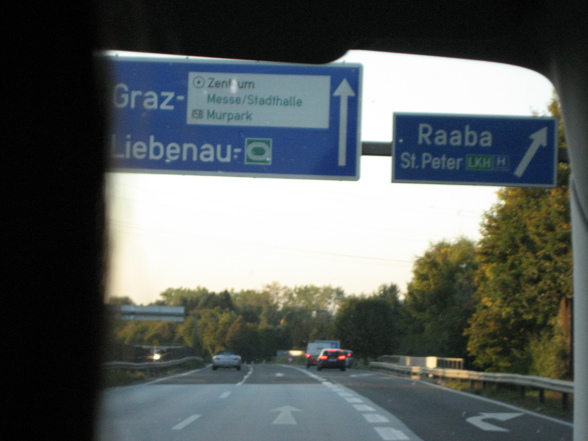 Graz-
Zentrum
Messe/Stadthalle
Murpark
Liebenau-
Raaba
St. Peter LKH H